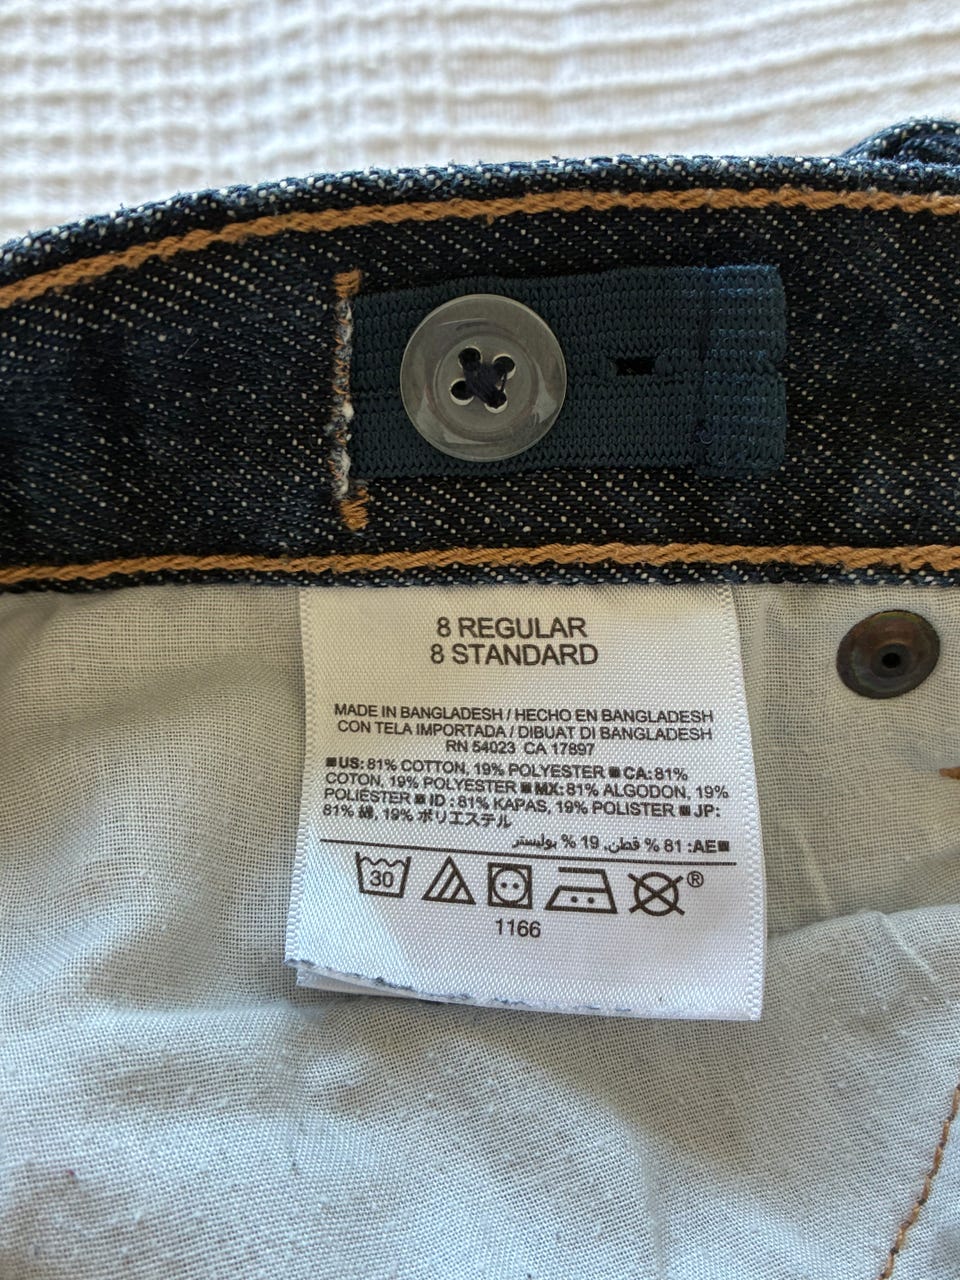 8 REGULAR
8 STANDARD
MADE IN BANGLADESH / HECHO EN BANGLADESH
CON TELA IMPORTADA / DIBUAT DI BANGLADESH
RN 54023 CA 17897
■US: 81% COTTON, 19% POLYESTER ■CA: 81%
COTON, 19% POLYESTER ■MX: 81% ALGODON, 19%
POLIÉSTER ■ID : 81% KAPAS, 19% POLISTER ■JP:
81% 綿, 19% ポリエステル
■AE: 81 % قطن, 19 % بوليستر
30 ®
1166